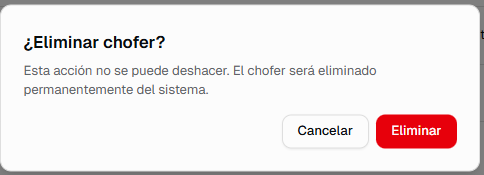 ¿Eliminar chofer?
Esta acción no se puede deshacer. El chofer será eliminado
permanentemente del sistema.
Cancelar
Eliminar